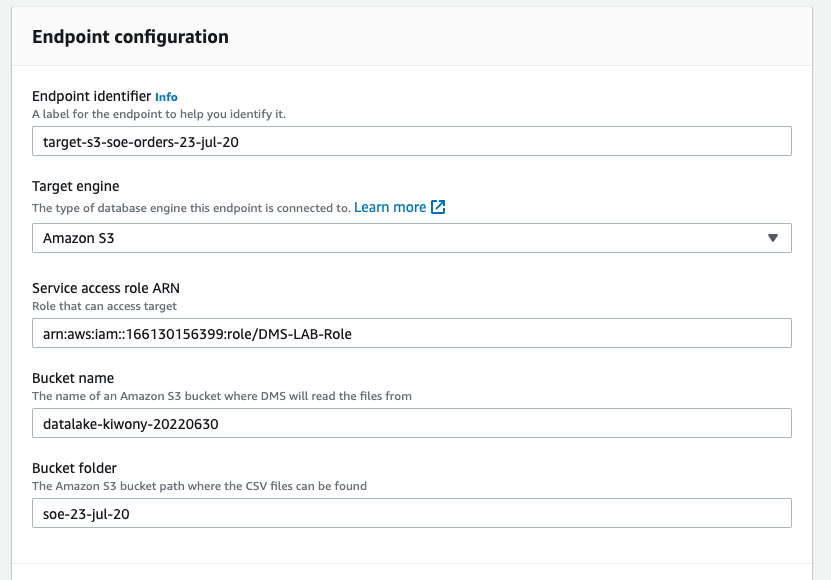 Endpoint configuration
Endpoint identifier Info
A label for the endpoint to help you identify it.
target-s3-soe-orders-23-jul-20
Target engine
The type of database engine this endpoint is connected to. Learn more
Amazon S3
Service access role ARN
Role that can access target
arn:aws:iam::166130156399:role/DMS-LAB-Role
Bucket name
The name of an Amazon S3 bucket where DMS will read the files from
datalake-kiwony-20220630
Bucket folder
The Amazon S3 bucket path where the CSV files can be found
soe-23-jul-20